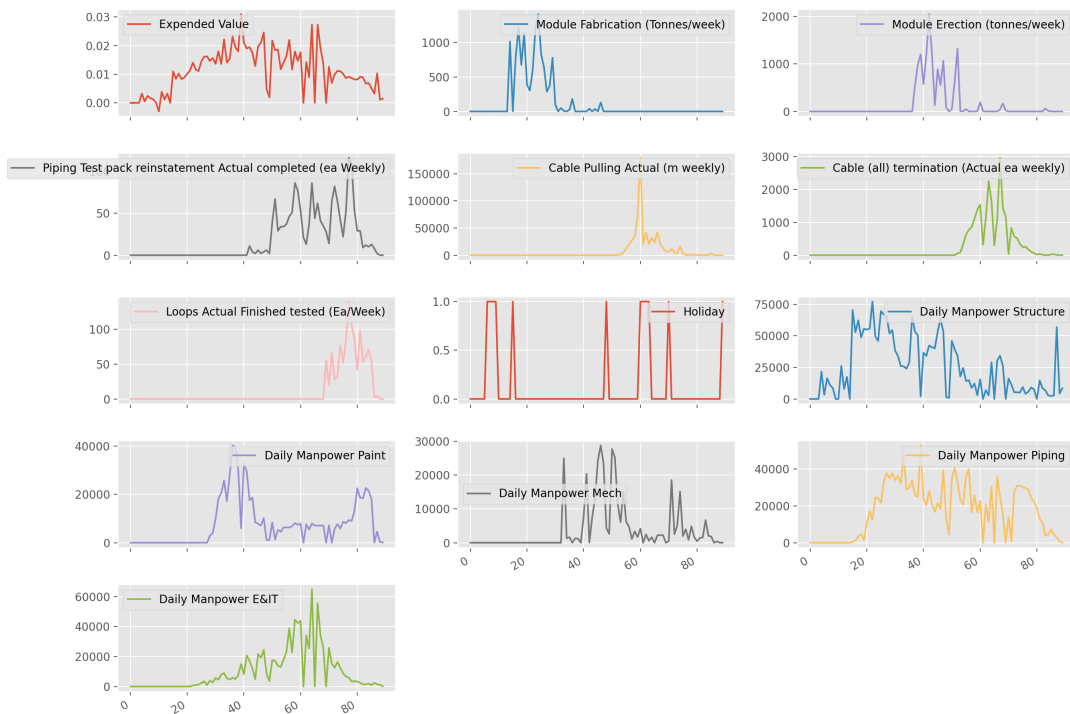 Expended Value
0.03
0.02
0.01
0.00
Module Fabrication (Tonnes/week)
1000
500
0
Module Erection (tonnes/week)
2000
1000
0
Piping Test pack reinstatement Actual completed (ea Weekly)
50
0
Cable Pulling Actual (m weekly)
150000
100000
50000
0
Cable (all) termination (Actual ea weekly)
3000
2000
1000
0
Loops Actual Finished tested (Ea/Week)
100
50
0
Holiday
1.0
0.5
0.0
Daily Manpower Structure
75000
50000
25000
0
Daily Manpower Paint
40000
20000
0
Daily Manpower Mech
30000
20000
10000
0
0 20 40 60 80
Daily Manpower Piping
40000
20000
0
0 20 40 60 80
Daily Manpower E&IT
60000
40000
20000
0
0 20 40 60 80